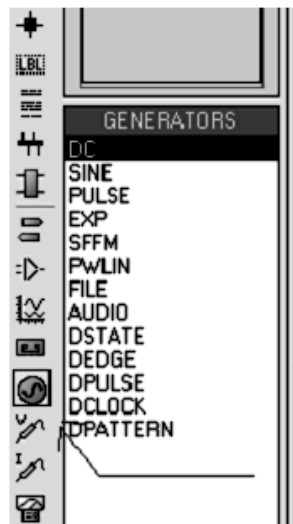 LBL
GENERATORS
DC
SINE
PULSE
EXP
SFFM
PWLIN
FILE
AUDIO
DSTATE
DEDGE
DPULSE
DCLOCK
DPATTERN
V
I